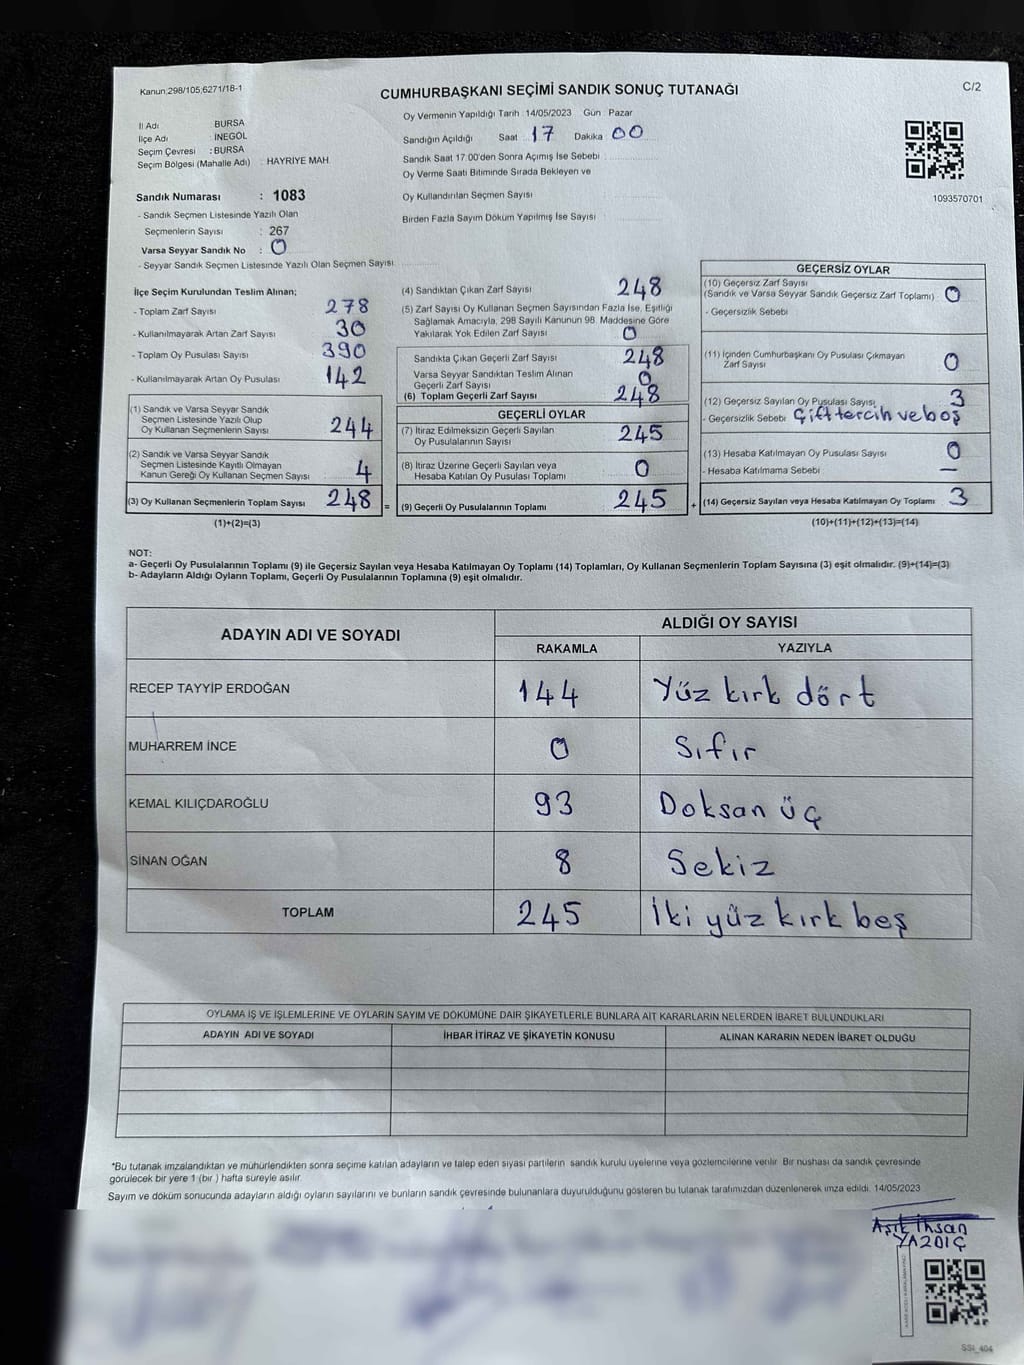 Kanun,298/105,6271/18-1
CUMHURBAŞKANI SEÇİMİ SANDIK SONUÇ TUTANAĞI
C/2
İl Adı BURSA
İlçe Adı : İNEGÖL
Seçim Çevresi : BURSA
Seçim Bölgesi (Mahalle Adı) : HAYRİYE MAH.
Oy Vermenin Yapıldığı Tarih 14/05/2023 Gün Pazar
Sandığın Açıldığı Saat 17 Dakika 00
Sandık Saat 17.00'den Sonra Açımış İse Sebebi
Oy Verme Saati Bitiminde Sırada Bekleyen ve
Oy Kullandırılan Seçmen Sayısı
Birden Fazla Sayım Döküm Yapılmış İse Sayısı
1093570701
Sandık Numarası : 1083
- Sandık Seçmen Listesinde Yazılı Olan
Seçmenlerin Sayısı : 267
Varsa Seyyar Sandık No : 0
- Seyyar Sandık Seçmen Listesinde Yazılı Olan Seçmen Sayısı
İlçe Seçim Kurulundan Teslim Alınan;
- Toplam Zarf Sayısı 278
- Kullanılmayarak Artan Zarf Sayısı 30
- Toplam Oy Pusulası Sayısı 390
- Kullanılmayarak Artan Oy Pusulası 142
(1) Sandık ve Varsa Seyyar Sandık
Seçmen Listesinde Yazılı Olup
Oy Kullanan Seçmenlerin Sayısı 244
(2) Sandık ve Varsa Seyyar Sandık
Seçmen Listesinde Kayıtlı Olmayan
Kanun Gereği Oy Kullanan Seçmen Sayısı 4
(3) Oy Kullanan Seçmenlerin Toplam Sayısı 248 =
(1)+(2)=(3)
(4) Sandıktan Çıkan Zarf Sayısı 248
(5) Zarf Sayısı Oy Kullanan Seçmen Sayısından Fazla İse, Eşitliği
Sağlamak Amacıyla, 298 Sayılı Kanunun 98. Maddesine Göre
Yakılarak Yok Edilen Zarf Sayısı 0
Sandıkta Çıkan Geçerli Zarf Sayısı 248
Varsa Seyyar Sandıktan Teslim Alınan
Geçerli Zarf Sayısı 0
(6) Toplam Geçerli Zarf Sayısı 248
GEÇERLİ OYLAR
(7) İtiraz Edilmeksizin Geçerli Sayılan
Oy Pusulalarının Sayısı 245
(8) İtiraz Üzerine Geçerli Sayılan veya
Hesaba Katılan Oy Pusulası Toplamı 0
(9) Geçerli Oy Pusulalarının Toplamı 245 +
GEÇERSİZ OYLAR
(10) Geçersiz Zarf Sayısı
(Sandık ve Varsa Seyyar Sandık Geçersiz Zarf Toplamı) 0
- Geçersizlik Sebebi
(11) İçinden Cumhurbaşkanı Oy Pusulası Çıkmayan
Zarf Sayısı 0
(12) Geçersiz Sayılan Oy Pusulası Sayısı 3
- Geçersizlik Sebebi Çift tercih ve boş
(13) Hesaba Katılmayan Oy Pusulası Sayısı 0
- Hesaba Katılmama Sebebi —
(14) Geçersiz Sayılan veya Hesaba Katılmayan Oy Toplamı 3
(10)+(11)+(12)+(13)=(14)
NOT:
a- Geçerli Oy Pusulalarının Toplamı (9) ile Geçersiz Sayılan veya Hesaba Katılmayan Oy Toplamı (14) Toplamları, Oy Kullanan Seçmenlerin Toplam Sayısına (3) eşit olmalıdır. (9)+(14)=(3)
b- Adayların Aldığı Oyların Toplamı, Geçerli Oy Pusulalarının Toplamına (9) eşit olmalıdır.
ADAYIN ADI VE SOYADI
ALDIĞI OY SAYISI
RAKAMLA YAZIYLA
RECEP TAYYİP ERDOĞAN 144 Yüz kırk dört
MUHARREM İNCE 0 Sıfır
KEMAL KILIÇDAROĞLU 93 Doksan üç
SİNAN OĞAN 8 Sekiz
TOPLAM 245 İki yüz kırk beş
OYLAMA İŞ VE İŞLEMLERİNE VE OYLARIN SAYIM VE DÖKÜMÜNE DAİR ŞİKAYETLERLE BUNLARA AİT KARARLARIN NELERDEN İBARET BULUNDUKLARI
ADAYIN ADI VE SOYADI İHBAR İTİRAZ VE ŞİKAYETİN KONUSU ALINAN KARARIN NEDEN İBARET OLDUĞU
*Bu tutanak imzalandıktan ve mühürlendikten sonra seçime katılan adayların ve talep eden siyasi partilerin sandık kurulu üyelerine veya gözlemcilerine verilir. Bir nüshası da sandık çevresinde
görülecek bir yere 1 (bir ) hafta süreyle asılır.
Sayım ve döküm sonucunda adayların aldığı oyların sayılarını ve bunların sandık çevresinde bulunanlara duyurulduğunu gösteren bu tutanak tarafımızdan düzenlenerek imza edildi. 14/05/2023
Aşık İhsan
SSİ_404